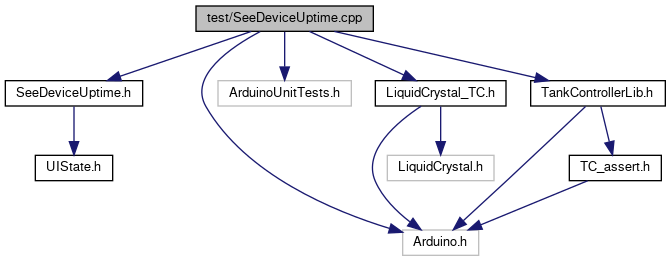 test/SeeDeviceUptime.cpp
SeeDeviceUptime.h
ArduinoUnitTests.h
LiquidCrystal_TC.h
TankControllerLib.h
UIState.h
LiquidCrystal.h
TC_assert.h
Arduino.h